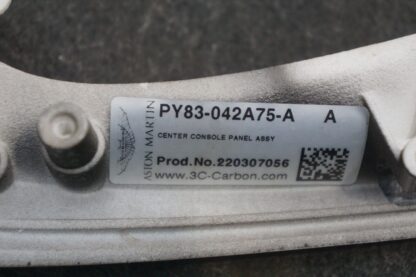 ASTON MARTIN
PY83-042A75-A A
CENTER CONSOLE PANEL ASSY
Prod.No.220307056
www.3C-Carbon.com